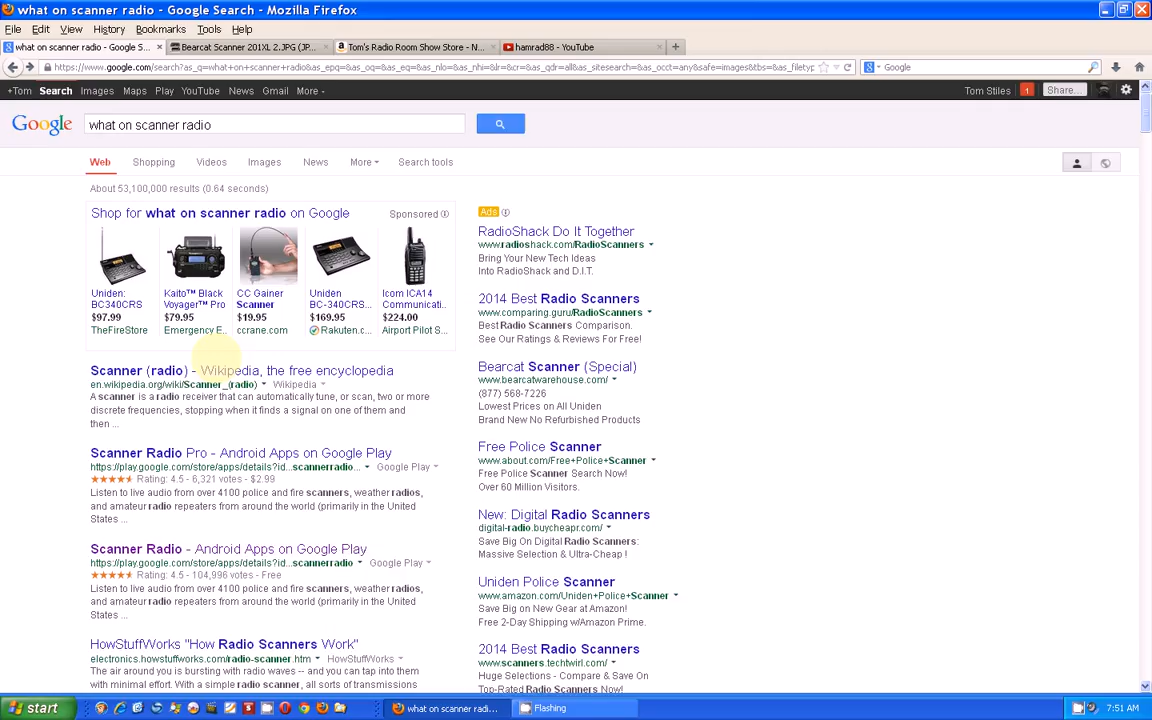 what on scanner radio - Google Search - Mozilla Firefox
File Edit View History Bookmarks Tools Help
what on scanner radio - Google S... × Bearcat Scanner 201XL 2.JPG (JP... × Tom's Radio Room Show Store - N... × hamrad88 - YouTube × +
https://www.google.com/search?as_q=what+on+scanner+radio&as_epq=&as_oq=&as_eq=&as_nlo=&as_nhi=&lr=&cr=&as_qdr=all&as_sitesearch=&as_occt=any&safe=images&tbs=&as_filetyp Google
+Tom Search Images Maps Play YouTube News Gmail More - Tom Stiles 1 Share...
Google what on scanner radio
Web Shopping Videos Images News More Search tools
About 53,100,000 results (0.64 seconds)
Shop for what on scanner radio on Google Sponsored
Uniden: BC340CRS $97.99 TheFireStore
Kaito™ Black Voyager™ Pro $79.95 Emergency E...
CC Gainer Scanner $19.95 ccrane.com
Uniden BC-340CRS... $169.95 Rakuten.c...
Icom ICA14 Communicati... $224.00 Airport Pilot S...
Scanner (radio) - Wikipedia, the free encyclopedia
en.wikipedia.org/wiki/Scanner_(radio) Wikipedia
A scanner is a radio receiver that can automatically tune, or scan, two or more
discrete frequencies, stopping when it finds a signal on one of them and
then ...
Scanner Radio Pro - Android Apps on Google Play
https://play.google.com/store/apps/details?id...scannerradio... Google Play
Rating: 4.5 - 6,321 votes - $2.99
Listen to live audio from over 4100 police and fire scanners, weather radios,
and amateur radio repeaters from around the world (primarily in the United
States ...
Scanner Radio - Android Apps on Google Play
https://play.google.com/store/apps/details?id...scannerradio Google Play
Rating: 4.5 - 104,996 votes - Free
Listen to live audio from over 4100 police and fire scanners, weather radios,
and amateur radio repeaters from around the world (primarily in the United
States ...
HowStuffWorks "How Radio Scanners Work"
electronics.howstuffworks.com/radio-scanner.htm HowStuffWorks
The air around you is bursting with radio waves -- and you can tap into them
with minimal effort. With a simple radio scanner, all sorts of transmissions
Ads
RadioShack Do It Together
www.radioshack.com/RadioScanners
Bring Your New Tech Ideas
Into RadioShack and D.I.T.
2014 Best Radio Scanners
www.comparing.guru/RadioScanners
Best Radio Scanners Comparison.
See Our Ratings & Reviews For Free!
Bearcat Scanner (Special)
www.bearcatwarehouse.com/
(877) 568-7226
Lowest Prices on All Uniden
Brand New No Refurbished Products
Free Police Scanner
www.about.com/Free+Police+Scanner
Free Police Scanner Search Now!
Over 60 Million Visitors.
New: Digital Radio Scanners
digital-radio.buycheapr.com/
Save Big On Digital Radio Scanners:
Massive Selection & Ultra-Cheap !
Uniden Police Scanner
www.amazon.com/Uniden+Police+Scanner
Save Big on New Gear at Amazon!
Free 2-Day Shipping w/Amazon Prime.
2014 Best Radio Scanners
www.scanners.techtwirl.com/
Huge Selections - Compare & Save On
Top-Rated Radio Scanners Now!
start what on scanner radi... Flashing 7:51 AM